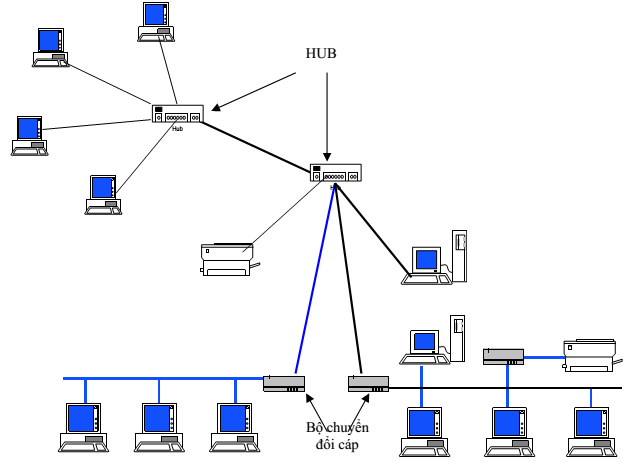 HUB
Hub
Bộ chuyển
đổi cáp